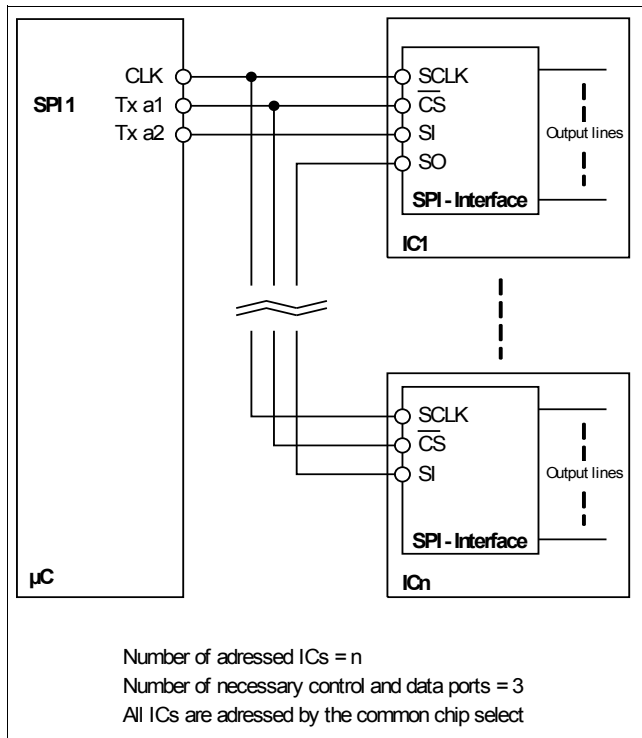 SPI 1
CLK
Tx a1
Tx a2
SCLK
CS
SI
SO
SPI - Interface
Output lines
IC1
SCLK
CS
SI
SPI - Interface
Output lines
ICn
µC
Number of adressed ICs = n
Number of necessary control and data ports = 3
All ICs are adressed by the common chip select